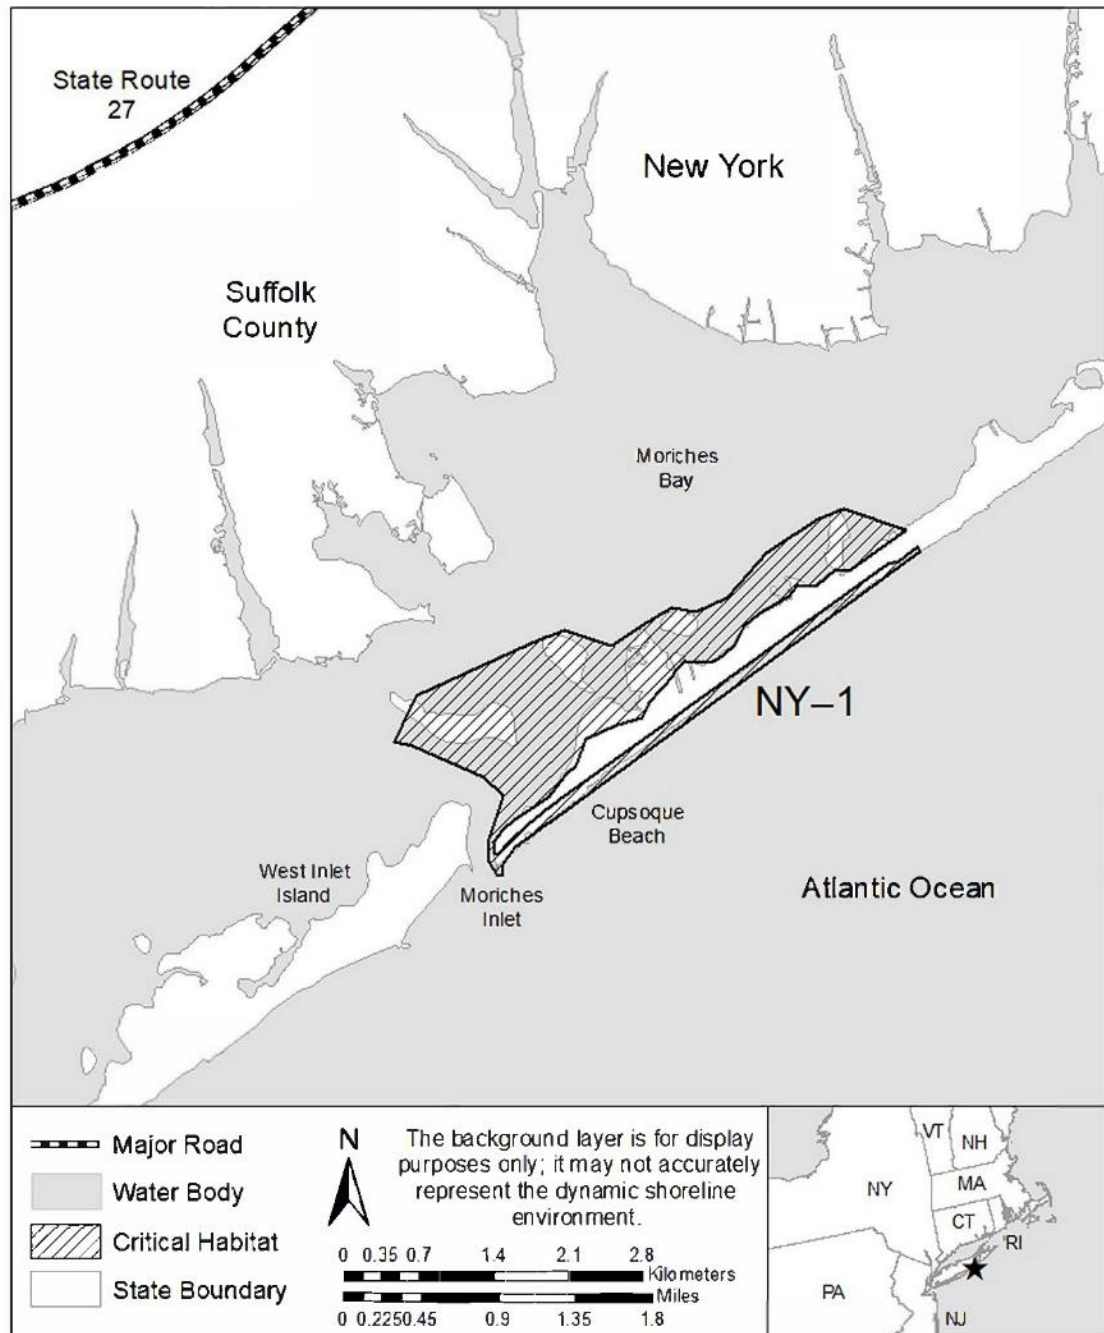 State Route
27
New York
Suffolk
County
Moriches
Bay
NY–1
Cupsoque
Beach
West Inlet
Island
Moriches
Inlet
Atlantic Ocean
Major Road
Water Body
Critical Habitat
State Boundary
N
The background layer is for display
purposes only; it may not accurately
represent the dynamic shoreline
environment.
0 0.35 0.7 1.4 2.1 2.8
Kilometers
Miles
0 0.225 0.45 0.9 1.35 1.8
VT
NH
NY
MA
CT
RI
PA
NJ